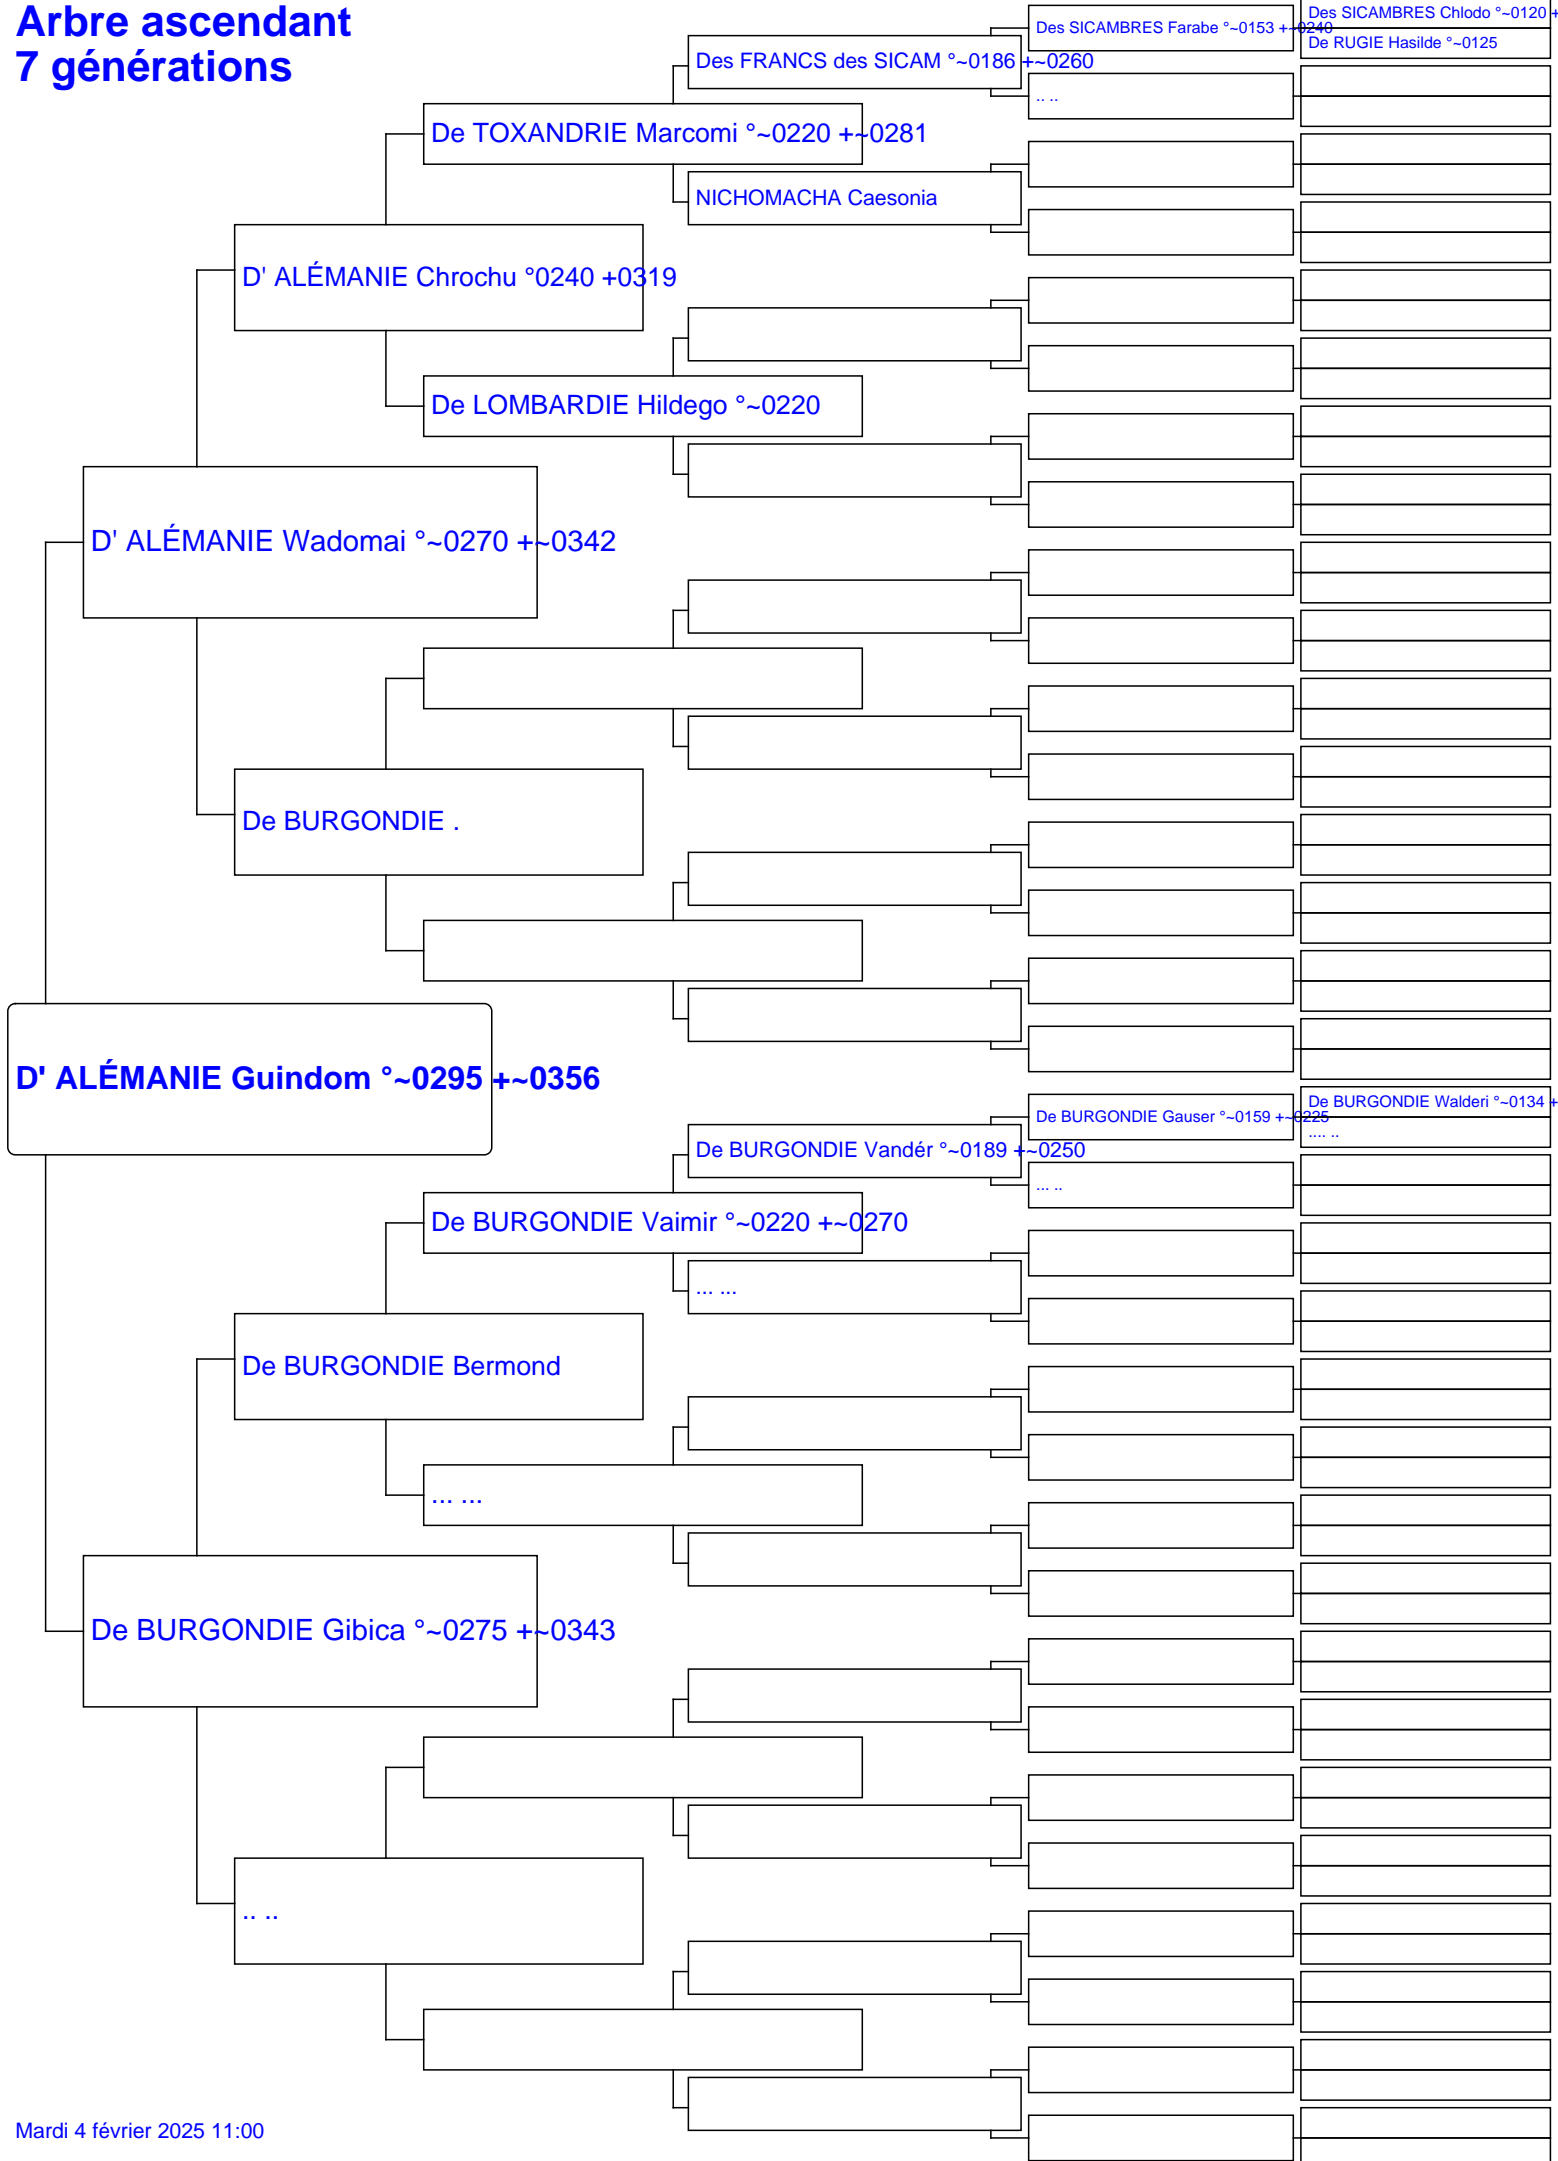 Arbre ascendant
7 générations
Des SICAMBRES Chlodo °~0120 +
Des SICAMBRES Farabe °~0153 +~0240
De RUGIE Hasilde °~0125
Des FRANCS des SICAM °~0186 +~0260
.. ..
De TOXANDRIE Marcomi °~0220 +~0281
NICHOMACHA Caesonia
D' ALÉMANIE Chrochu °0240 +0319
De LOMBARDIE Hildego °~0220
D' ALÉMANIE Wadomai °~0270 +~0342
De BURGONDIE .
D' ALÉMANIE Guindom °~0295 +~0356
De BURGONDIE Walderi °~0134 +
De BURGONDIE Gauser °~0159 +~0225
.... ..
De BURGONDIE Vandér °~0189 +~0250
... ..
De BURGONDIE Vaimir °~0220 +~0270
... ...
De BURGONDIE Bermond
... ...
De BURGONDIE Gibica °~0275 +~0343
.. ..
Mardi 4 février 2025 11:00